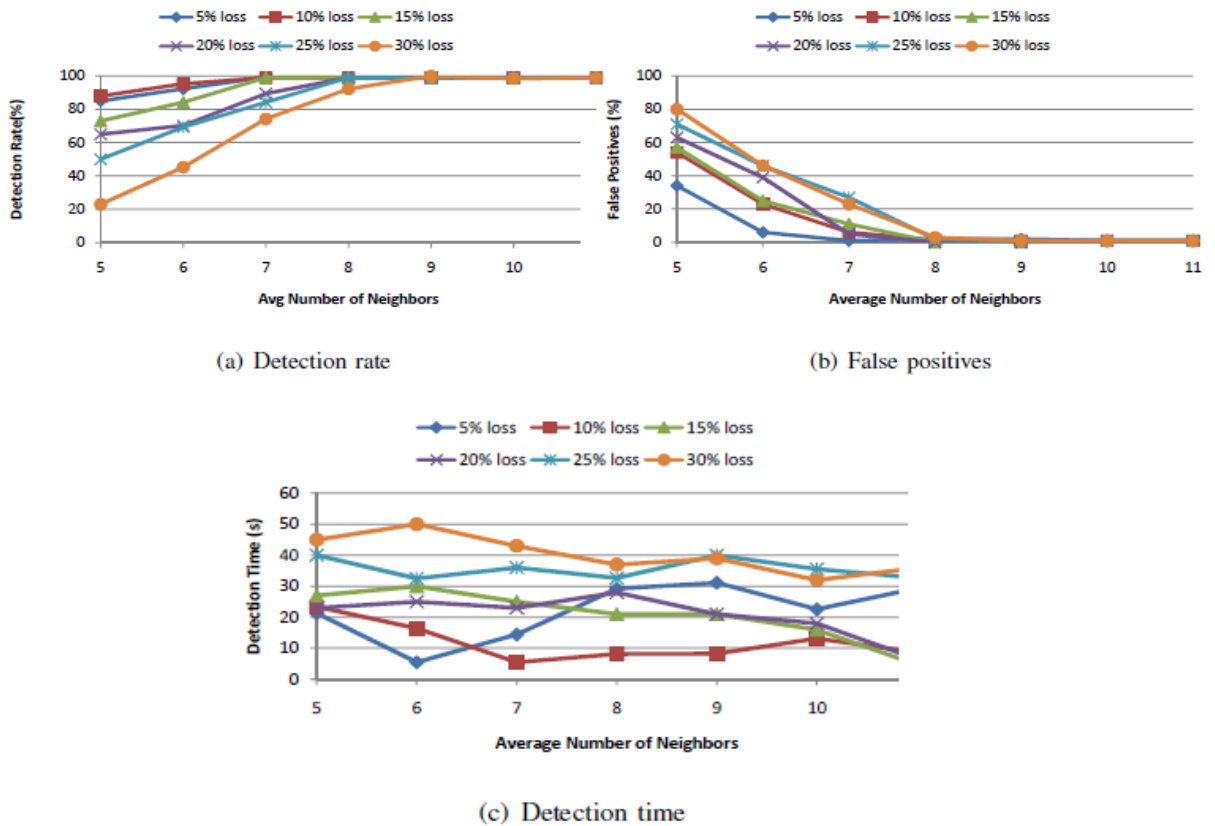 5% loss 10% loss 15% loss
20% loss 25% loss 30% loss
100
80
60
40
20
0
Detection Rate(%)
5 6 7 8 9 10
Avg Number of Neighbors
(a) Detection rate
5% loss 10% loss 15% loss
20% loss 25% loss 30% loss
100
80
60
40
20
0
False Positives (%)
5 6 7 8 9 10 11
Average Number of Neighbors
(b) False positives
5% loss 10% loss 15% loss
20% loss 25% loss 30% loss
60
50
40
30
20
10
0
Detection Time (s)
5 6 7 8 9 10
Average Number of Neighbors
(c) Detection time